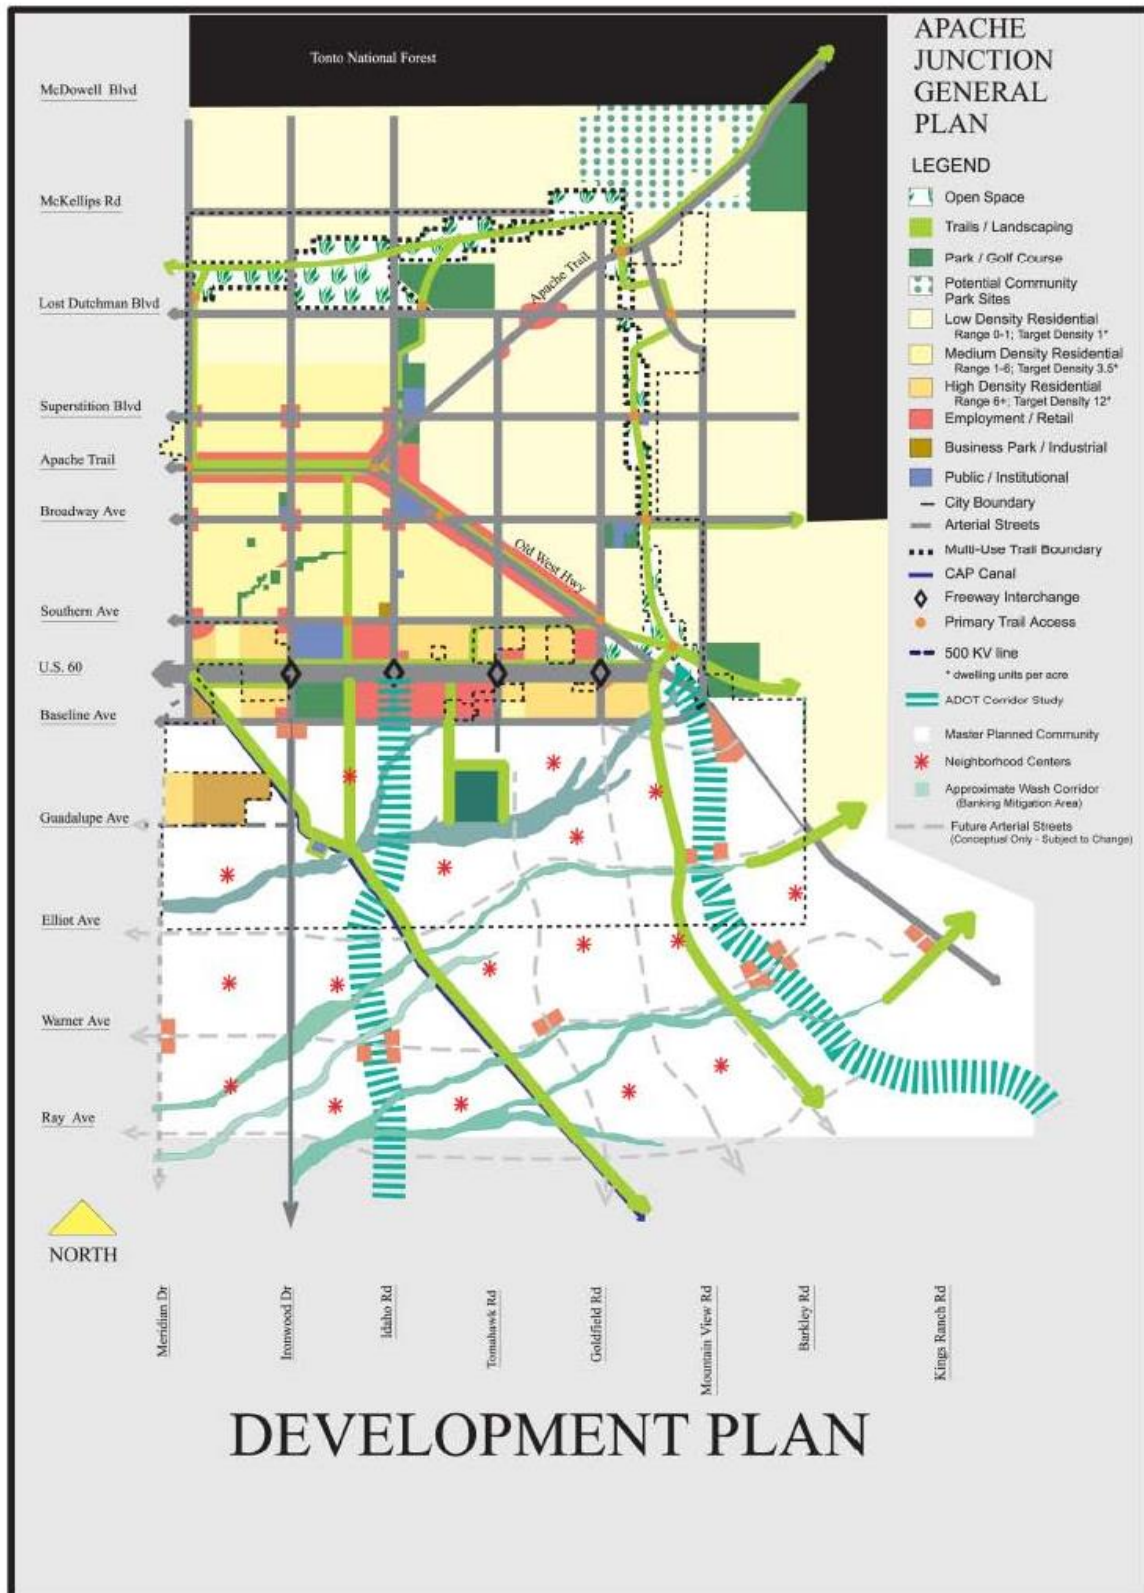 APACHE
JUNCTION
GENERAL
PLAN
LEGEND
Open Space
Trails / Landscaping
Park / Golf Course
Potential Community
Park Sites
Low Density Residential
Range 0-1; Target Density 1*
Medium Density Residential
Range 1-6; Target Density 3.5*
High Density Residential
Range 6+; Target Density 12*
Employment / Retail
Business Park / Industrial
Public / Institutional
City Boundary
Arterial Streets
Multi-Use Trail Boundary
CAP Canal
Freeway Interchange
Primary Trail Access
500 KV line
* dwelling units per acre
ADOT Corridor Study
Master Planned Community
Neighborhood Centers
Approximate Wash Corridor
(Banking Mitigation Area)
Future Arterial Streets
(Conceptual Only - Subject to Change)
Tonto National Forest
McDowell Blvd
McKellips Rd
Lost Dutchman Blvd
Apache Trail
Superstition Blvd
Apache Trail
Broadway Ave
Old West Hwy
Southern Ave
U.S. 60
Baseline Ave
Guadalupe Ave
Elliot Ave
Warner Ave
Ray Ave
NORTH
Meridian Dr
Ironwood Dr
Idaho Rd
Tomahawk Rd
Goldfield Rd
Mountain View Rd
Barkley Rd
Kings Ranch Rd
DEVELOPMENT PLAN